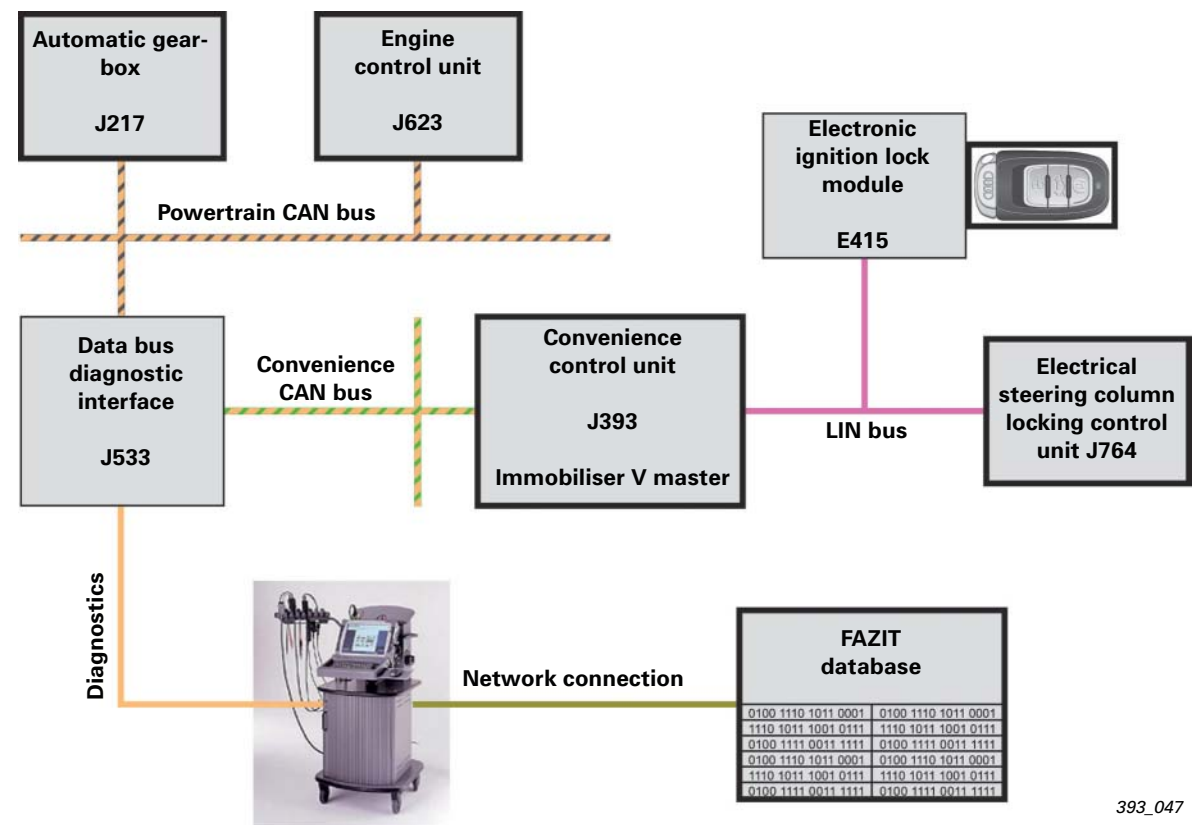 Automatic gear-
box
J217
Engine
control unit
J623
Electronic
ignition lock
module
E415
Powertrain CAN bus
Data bus
diagnostic
interface
J533
Convenience
CAN bus
Convenience
control unit
J393
Immobiliser V master
LIN bus
Electrical
steering column
locking control
unit J764
Diagnostics
Network connection
FAZIT
database
0100 1110 1011 0001 0100 1110 1011 0001
1110 1011 1001 0111 1110 1011 1001 0111
0100 1111 0011 1111 0100 1111 0011 1111
0100 1110 1011 0001 0100 1110 1011 0001
1110 1011 1001 0111 1110 1011 1001 0111
0100 1111 0011 1111 0100 1111 0011 1111
393_047